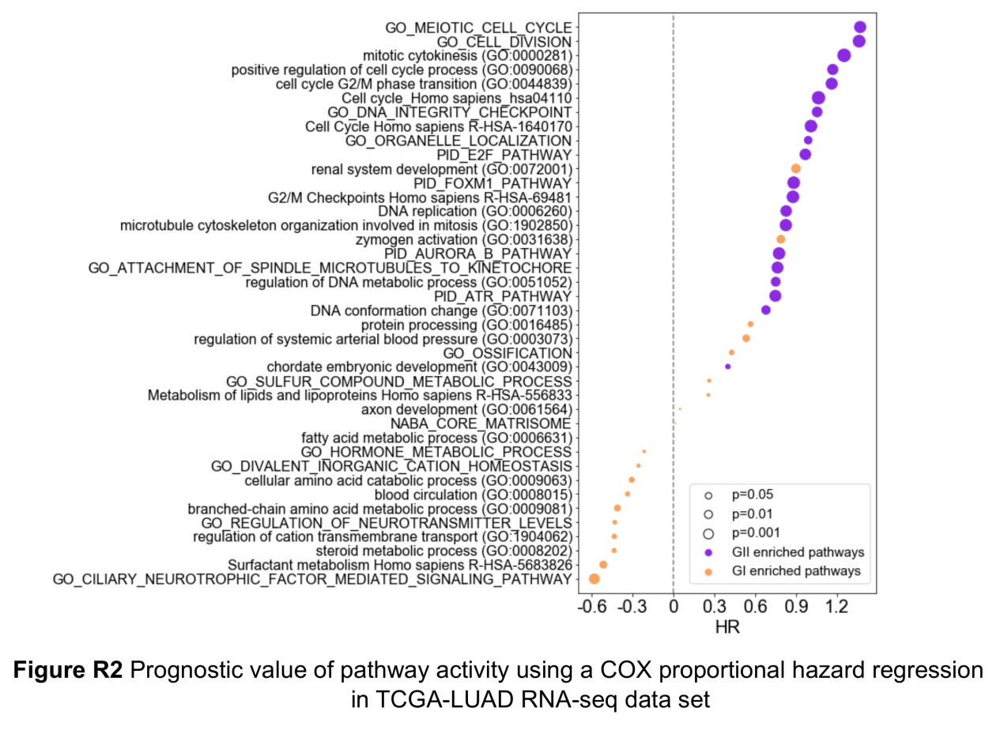 GO_MEIOTIC_CELL_CYCLE
GO_CELL_DIVISION
mitotic cytokinesis (GO:0000281)
positive regulation of cell cycle process (GO:0090068)
cell cycle G2/M phase transition (GO:0044839)
Cell cycle_Homo sapiens_hsa04110
GO_DNA_INTEGRITY_CHECKPOINT
Cell Cycle Homo sapiens R-HSA-1640170
GO_ORGANELLE_LOCALIZATION
PID_E2F_PATHWAY
renal system development (GO:0072001)
PID_FOXM1_PATHWAY
G2/M Checkpoints Homo sapiens R-HSA-69481
DNA replication (GO:0006260)
microtubule cytoskeleton organization involved in mitosis (GO:1902850)
zymogen activation (GO:0031638)
PID_AURORA_B_PATHWAY
GO_ATTACHMENT_OF_SPINDLE_MICROTUBULES_TO_KINETOCHORE
regulation of DNA metabolic process (GO:0051052)
PID_ATR_PATHWAY
DNA conformation change (GO:0071103)
protein processing (GO:0016485)
regulation of systemic arterial blood pressure (GO:0003073)
GO_OSSIFICATION
chordate embryonic development (GO:0043009)
GO_SULFUR_COMPOUND_METABOLIC_PROCESS
Metabolism of lipids and lipoproteins Homo sapiens R-HSA-556833
axon development (GO:0061564)
NABA_CORE_MATRISOME
fatty acid metabolic process (GO:0006631)
GO_HORMONE_METABOLIC_PROCESS
GO_DIVALENT_INORGANIC_CATION_HOMEOSTASIS
cellular amino acid catabolic process (GO:0009063)
blood circulation (GO:0008015)
branched-chain amino acid metabolic process (GO:0009081)
GO_REGULATION_OF_NEUROTRANSMITTER_LEVELS
regulation of cation transmembrane transport (GO:1904062)
steroid metabolic process (GO:0008202)
Surfactant metabolism Homo sapiens R-HSA-5683826
GO_CILIARY_NEUROTROPHIC_FACTOR_MEDIATED_SIGNALING_PATHWAY
p=0.05
p=0.01
p=0.001
GII enriched pathways
GI enriched pathways
-0.6 -0.3 0 0.3 0.6 0.9 1.2
HR
Figure R2 Prognostic value of pathway activity using a COX proportional hazard regression
in TCGA-LUAD RNA-seq data set